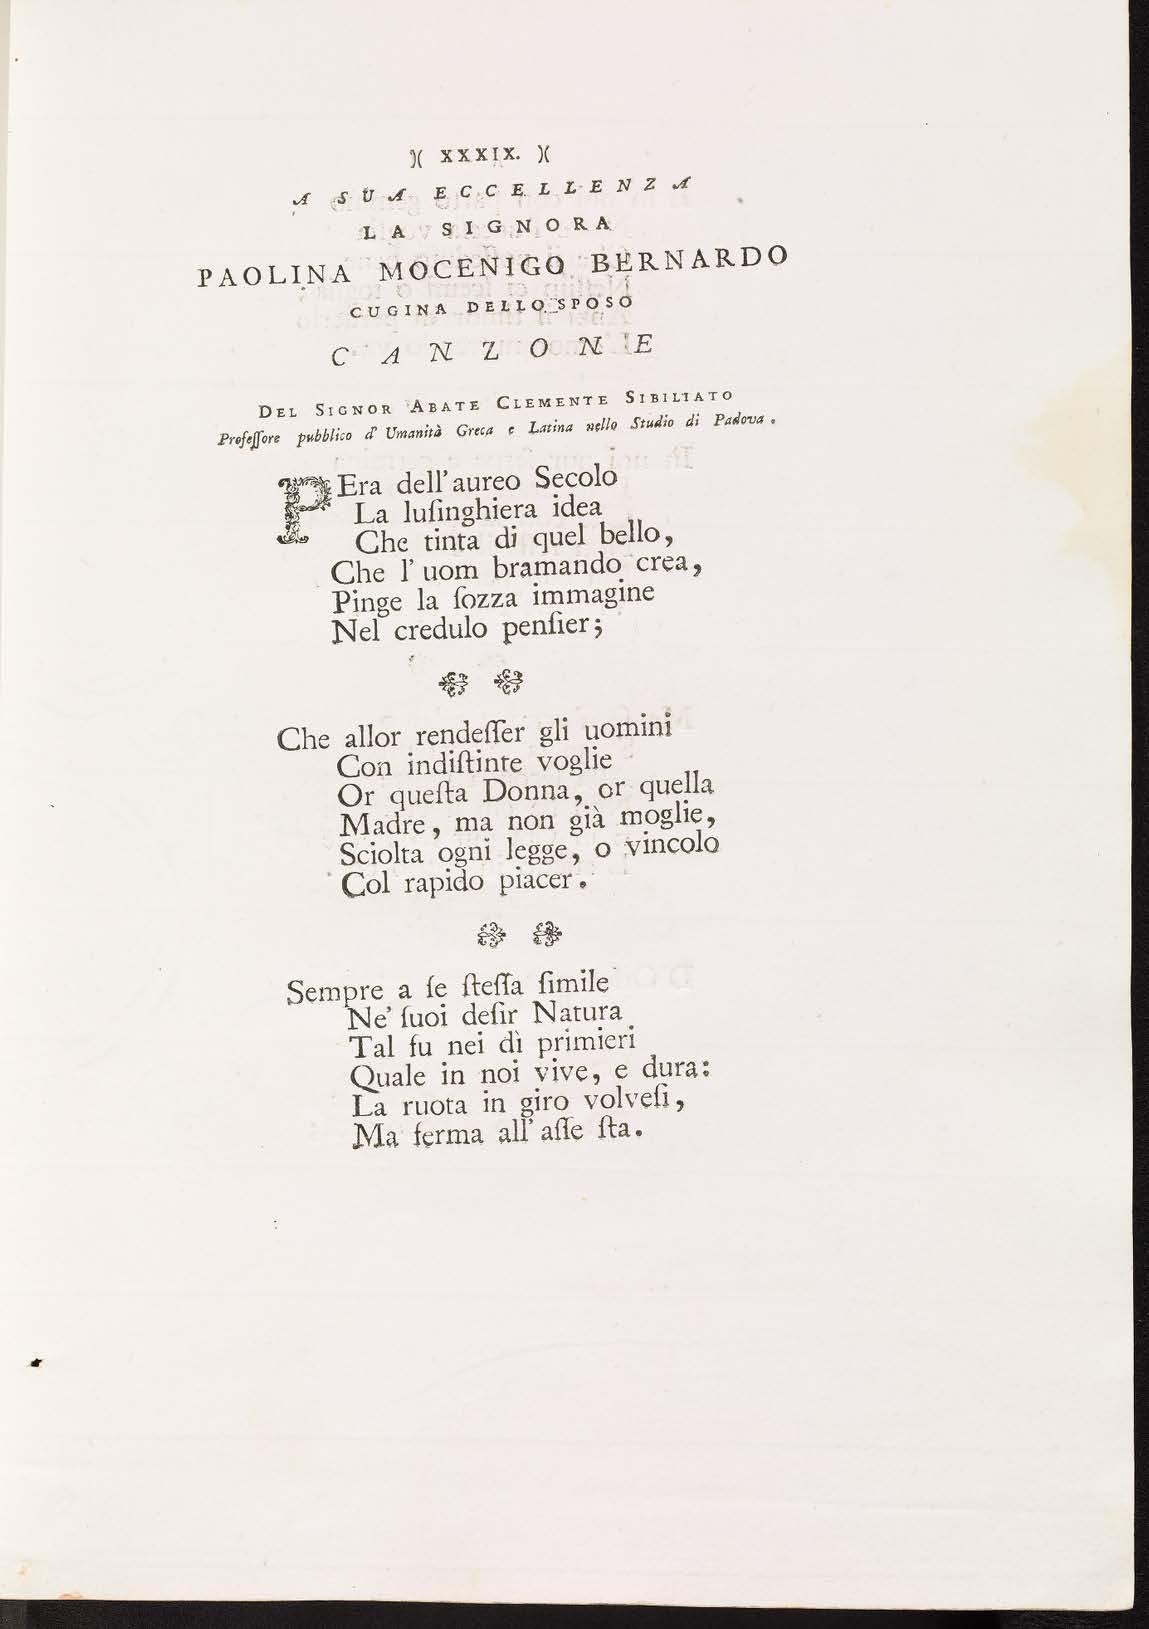 )( XXXIX. )(
A SUA ECCELLENZA
LA SIGNORA
PAOLINA MOCENIGO BERNARDO
CUGINA DELLO SPOSO
CANZONE
DEL SIGNOR ABATE CLEMENTE SIBILIATO
Profeſſore pubblico d' Umanità Greca e Latina nello Studio di Padova.
PEra dell'aureo Secolo
La luſinghiera idea
Che tinta di quel bello,
Che l'uom bramando crea,
Pinge la ſozza immagine
Nel credulo penſier;
Che allor rendeſſer gli uomini
Con indiſtinte voglie
Or queſta Donna, or quella
Madre, ma non già moglie,
Sciolta ogni legge, o vincolo
Col rapido piacer.
Sempre a ſe ſteſſa ſimile
Ne' ſuoi deſir Natura
Tal fu nei dì primieri
Quale in noi vive, e dura:
La ruota in giro volveſi,
Ma ferma all'aſſe ſta.